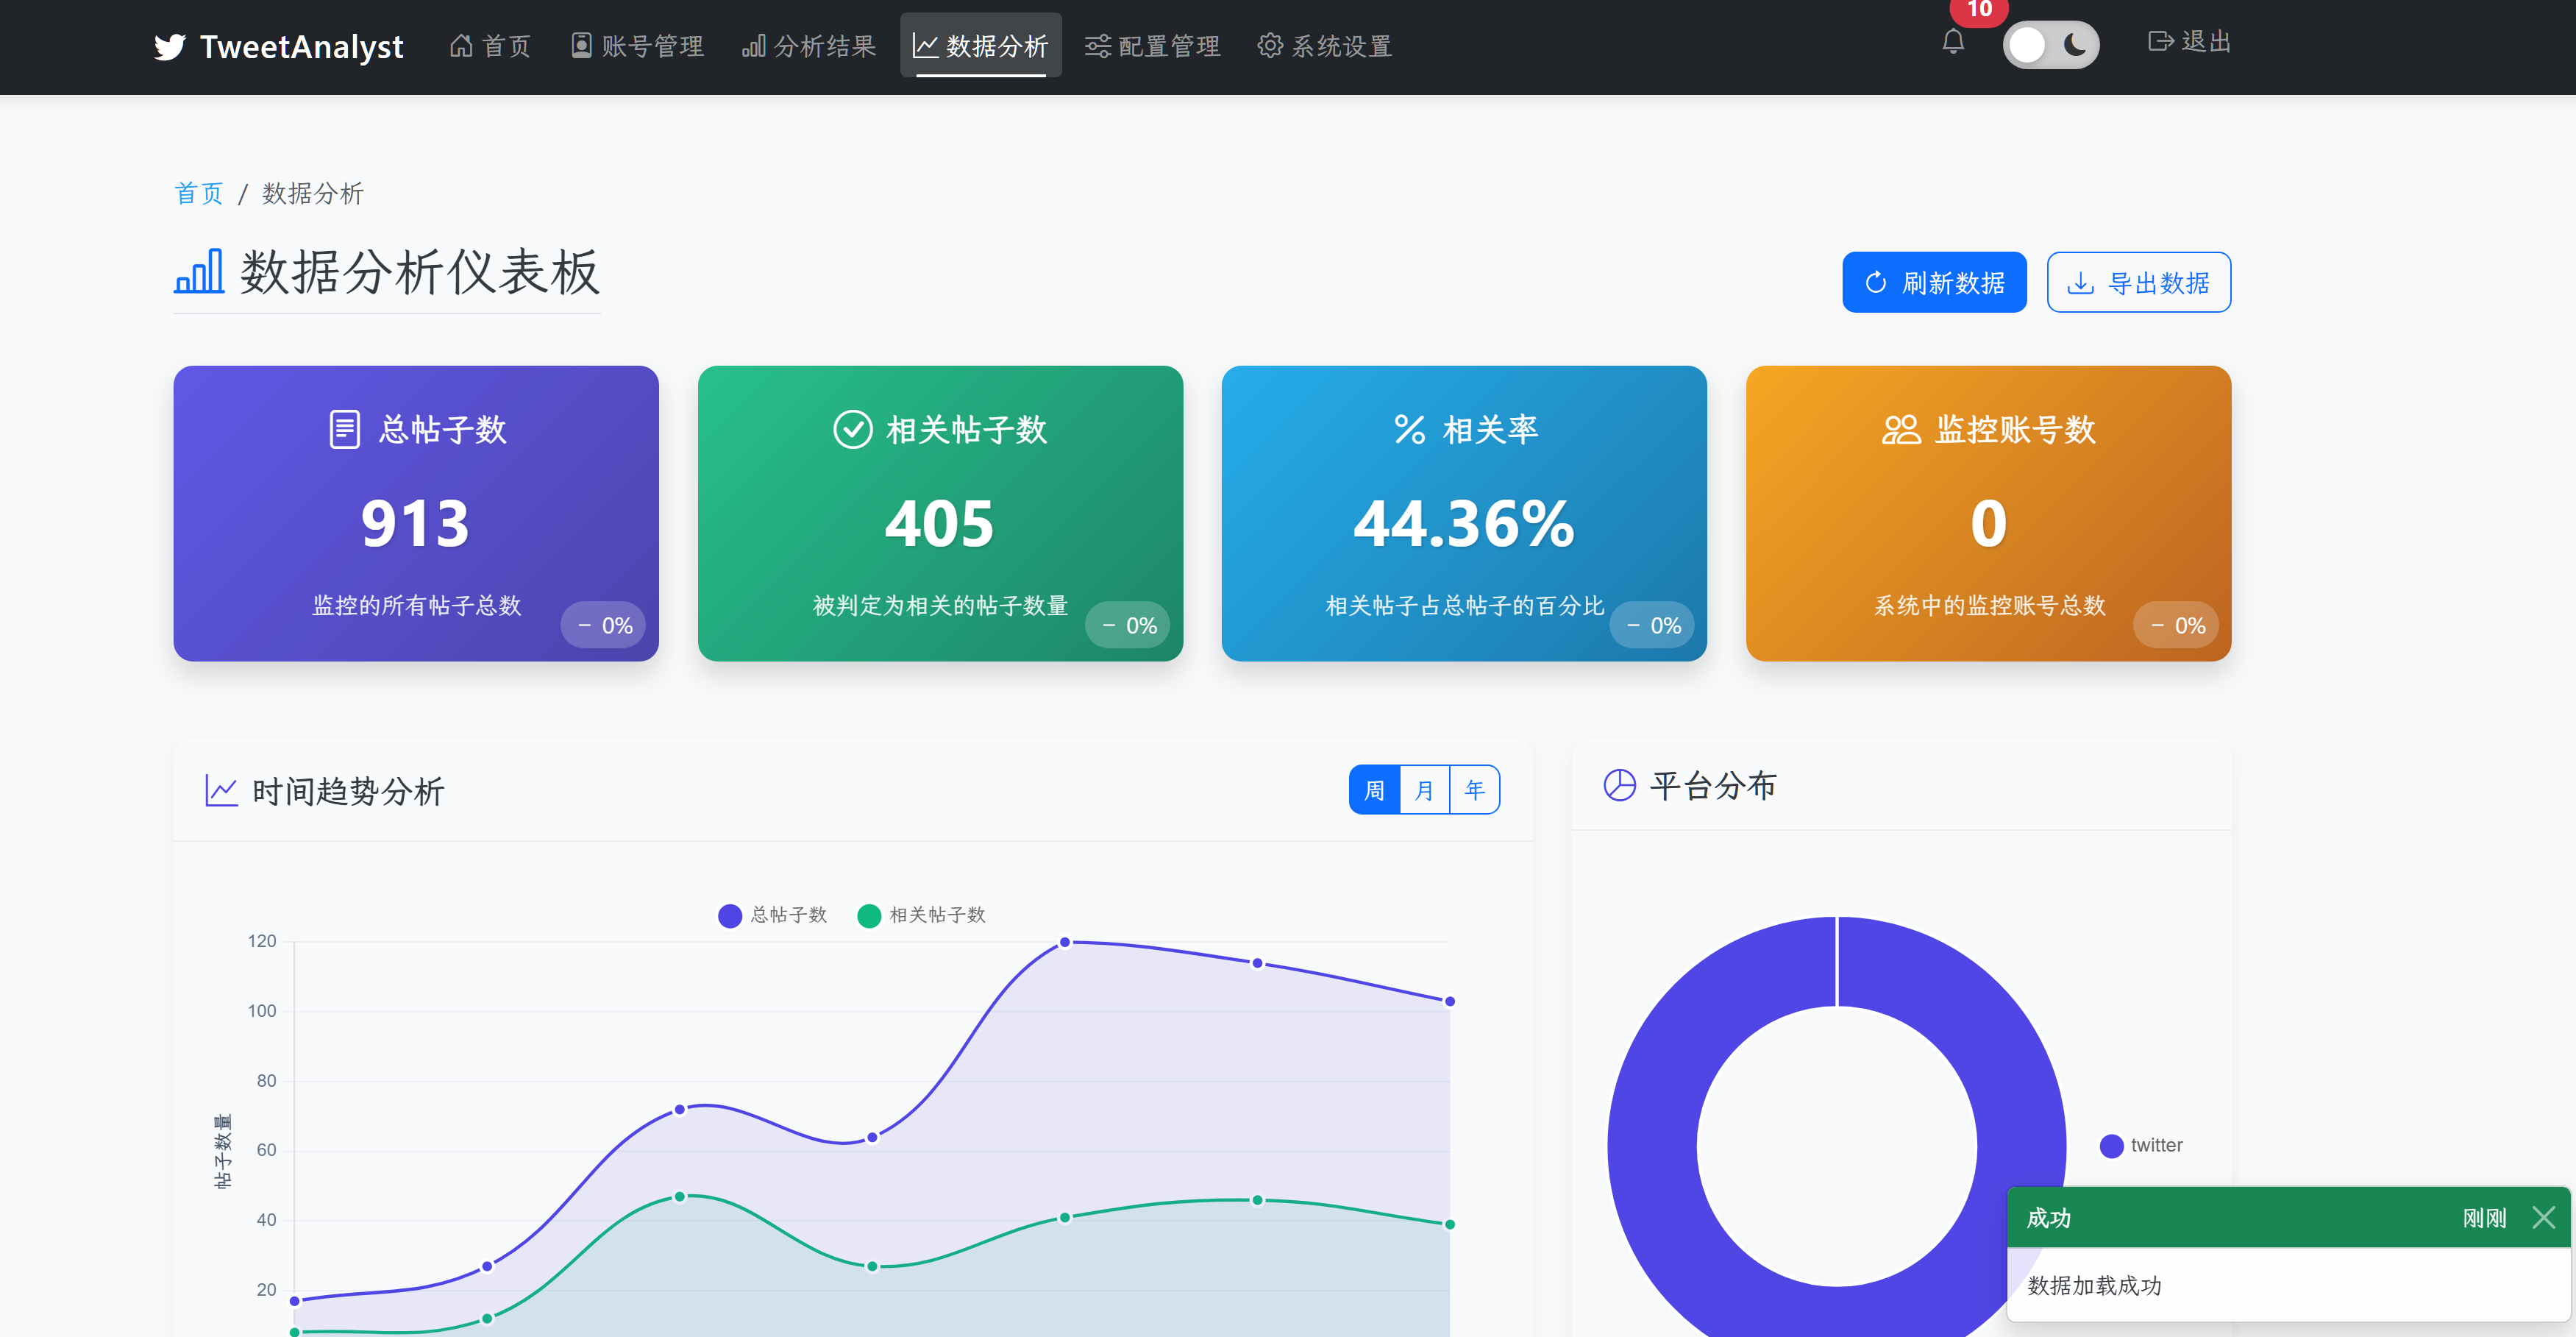 TweetAnalyst 首页 账号管理 分析结果 数据分析 配置管理 系统设置 10 退出
首页 / 数据分析
数据分析仪表板
刷新数据 导出数据
总帖子数
913
监控的所有帖子总数
− 0%
相关帖子数
405
被判定为相关的帖子数量
− 0%
相关率
44.36%
相关帖子占总帖子的百分比
− 0%
监控账号数
0
系统中的监控账号总数
− 0%
时间趋势分析
周 月 年
总帖子数 相关帖子数
120
100
80
60
40
20
帖子数量
平台分布
twitter
成功 刚刚
数据加载成功